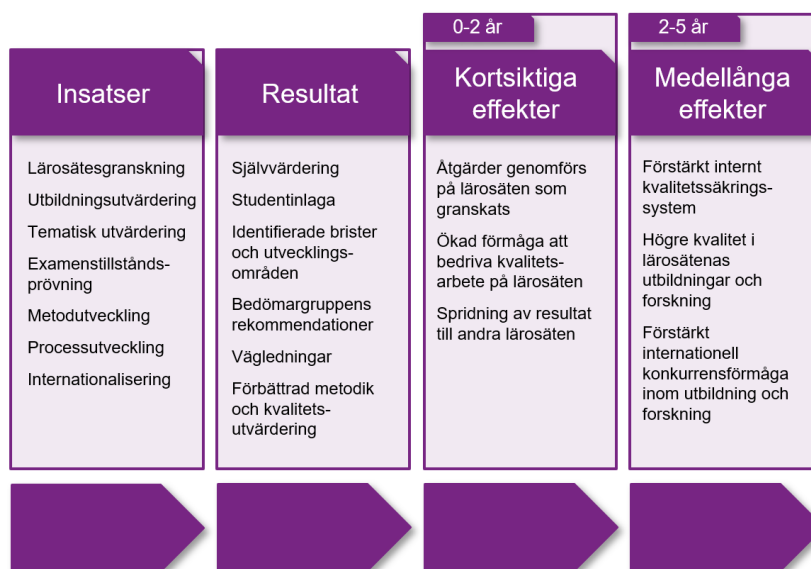 Insatser
Lärosätesgranskning
Utbildningsutvärdering
Tematisk utvärdering
Examenstillstånds-
prövning
Metodutveckling
Processutveckling
Internationalisering
Resultat
Självvärdering
Studentinlaga
Identifierade brister
och utvecklings-
områden
Bedömargruppens
rekommendationer
Vägledningar
Förbättrad metodik
och kvalitets-
utvärdering
0-2 år
Kortsiktiga
effekter
Åtgärder genomförs
på lärosäten som
granskats
Ökad förmåga att
bedriva kvalitets-
arbete på lärosäten
Spridning av resultat
till andra lärosäten
2-5 år
Medellånga
effekter
Förstärkt internt
kvalitetssäkrings-
system
Högre kvalitet i
lärosätenas
utbildningar och
forskning
Förstärkt
internationell
konkurrensförmåga
inom utbildning och
forskning